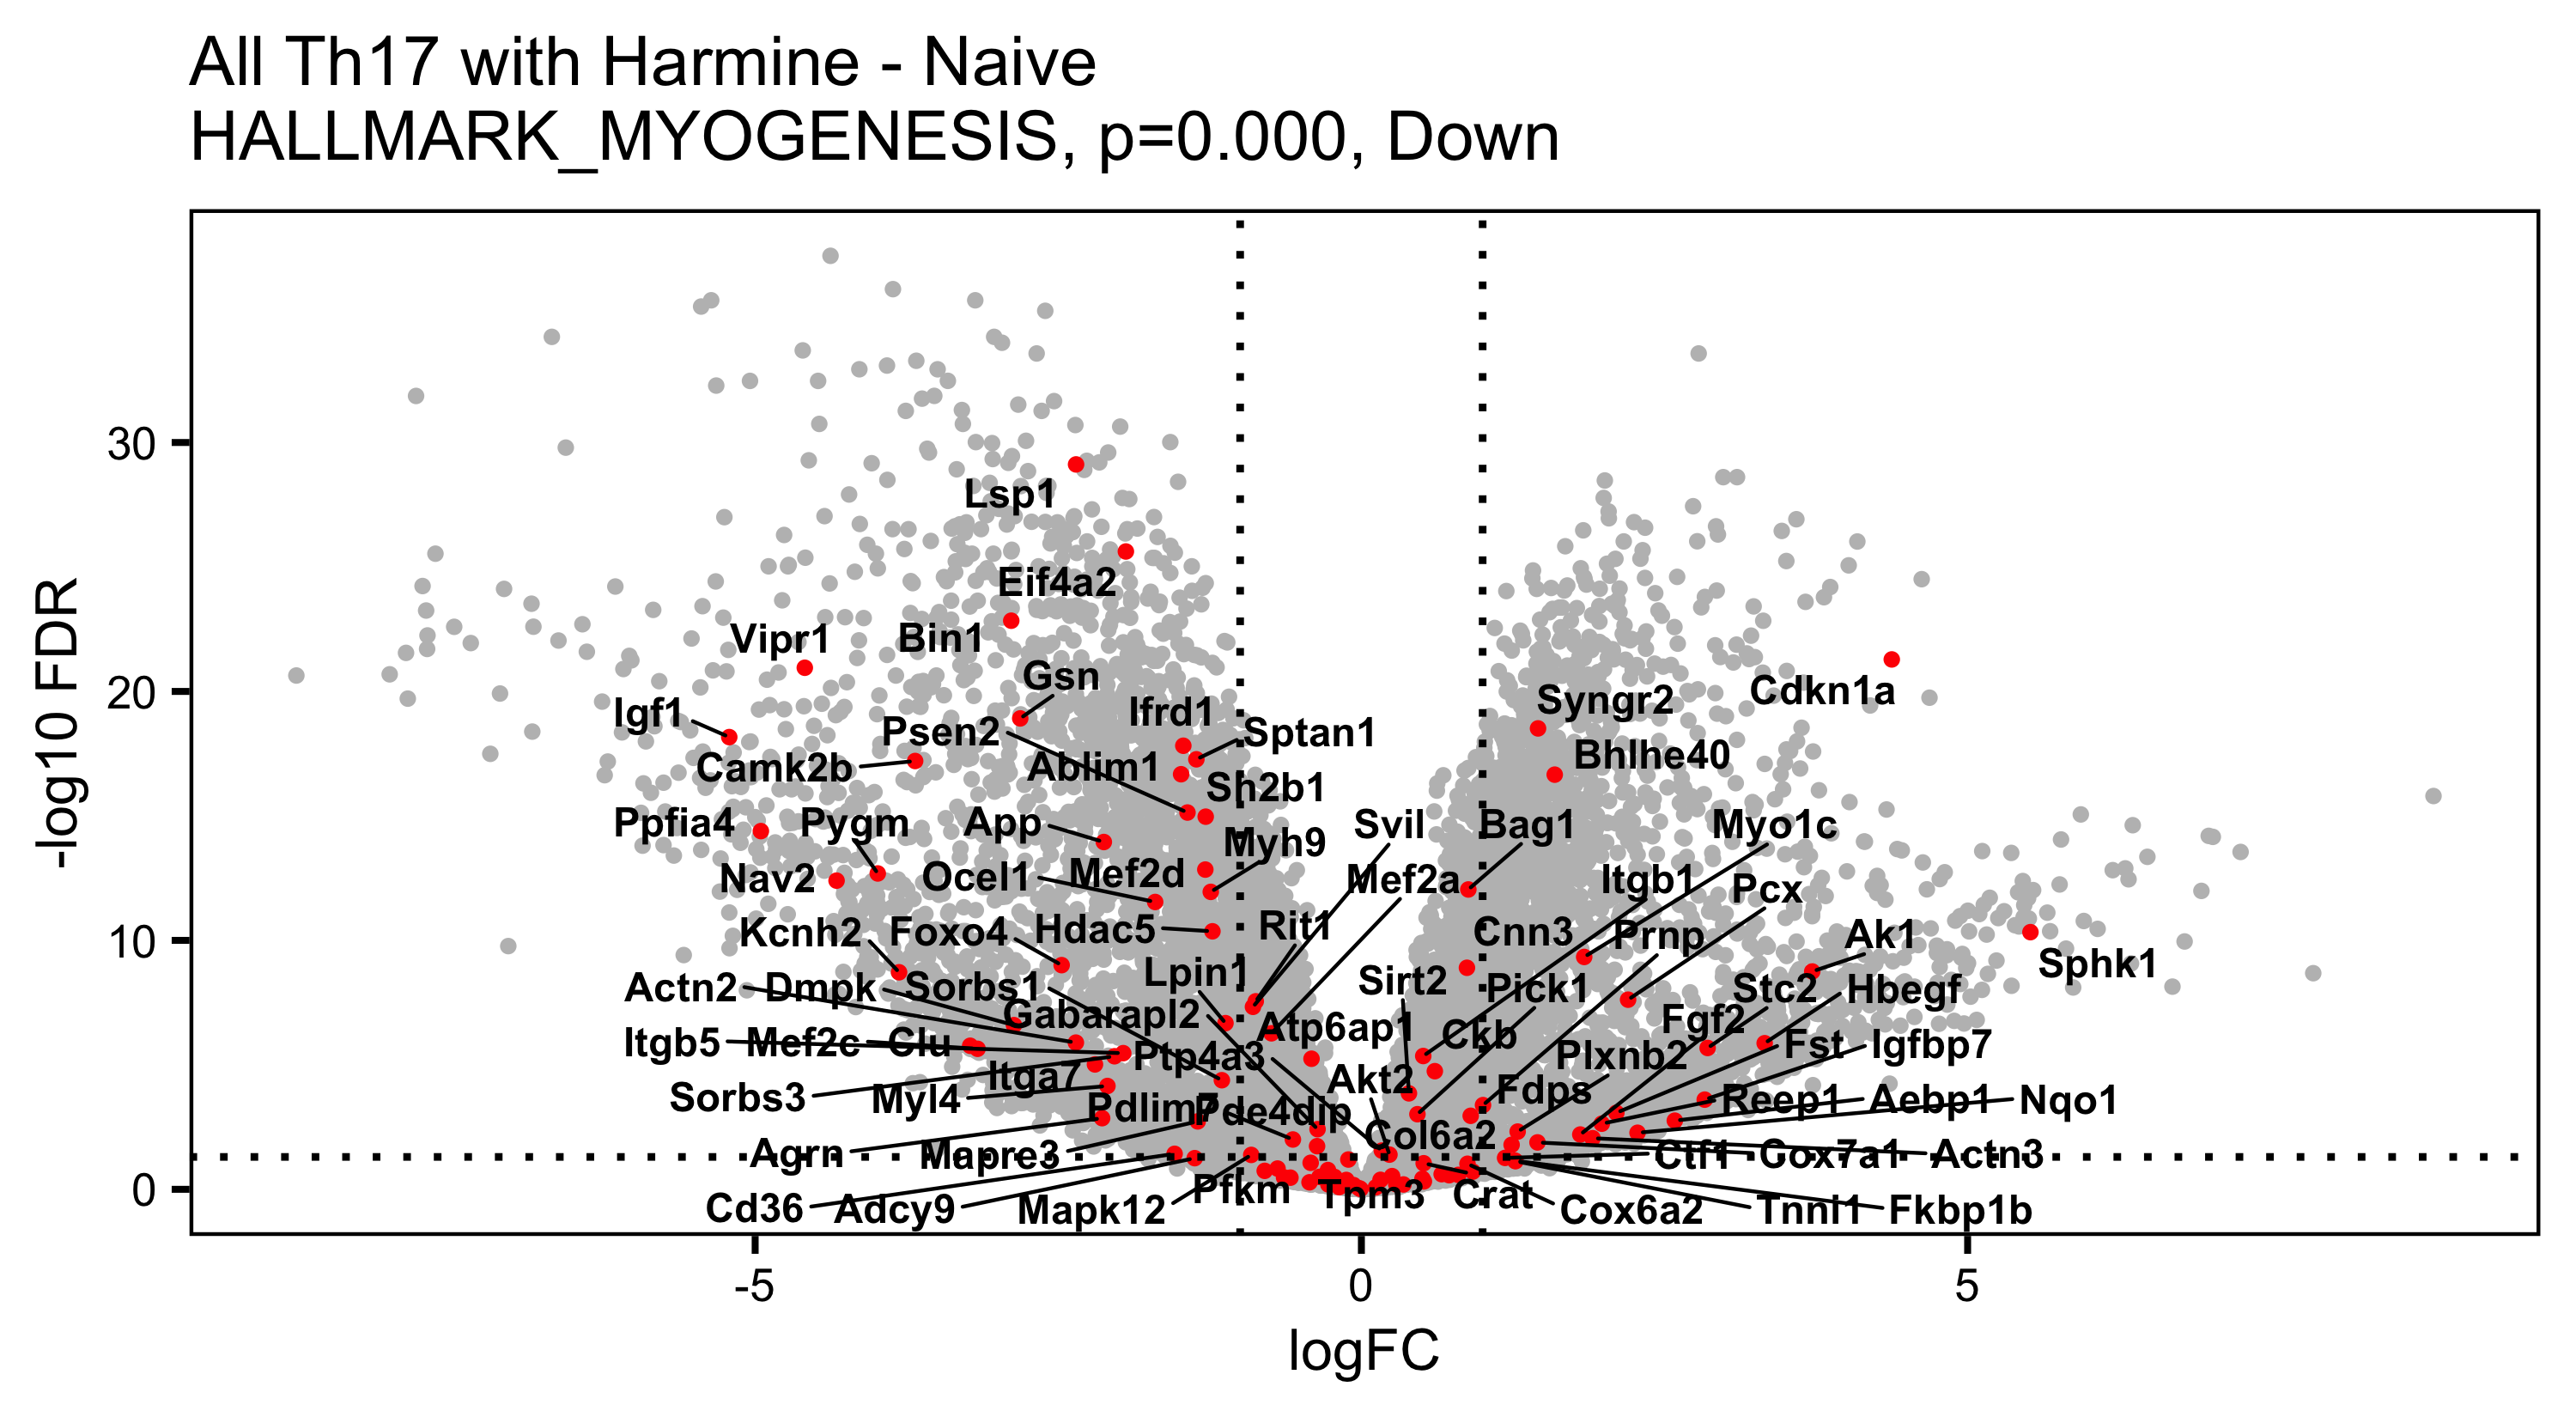 All Th17 with Harmine - Naive
HALLMARK_MYOGENESIS, p=0.000, Down
-log10 FDR
30
20
10
0
Lsp1
Eif4a2
Vipr1 Bin1
Gsn
Cdkn1a
Igf1 Psen2 Ifrd1 Sptan1 Syngr2
Camk2b Ablim1 Sh2b1 Bhlhe40
Ppfia4 Pygm App Myh9 Svil Bag1 Myo1c
Nav2 Ocel1 Mef2d Mef2a Itgb1 Pcx
Kcnh2 Foxo4 Hdac5 Rit1 Cnn3 Prnp Ak1
Lpin1 Sirt2 Sphk1
Actn2 Dmpk Sorbs1 Pick1 Stc2 Hbegf
Gabarapl2 Atp6ap1 Ckb Fgf2
Itgb5 Mef2c Clu Ptp4a3 Plxnb2 Fst Igfbp7
Itga7 Akt2 Fdps
Sorbs3 Myl4 Pdlim7 Pde4dip Reep1 Aebp1 Nqo1
Col6a2
Agrn Mapre3 Ctf1 Cox7a1 Actn3
Cd36 Adcy9 Mapk12 Pfkm Tpm3 Crat Cox6a2 Tnni1 Fkbp1b
-5 0 5
logFC